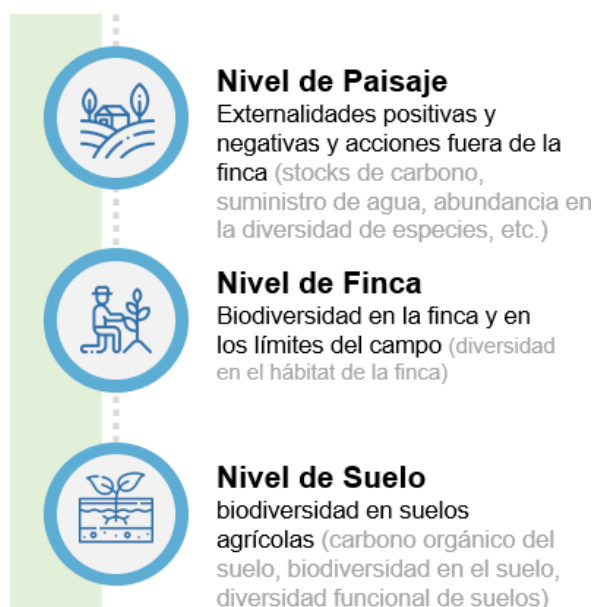 Nivel de Paisaje
Externalidades positivas y
negativas y acciones fuera de la
finca (stocks de carbono,
suministro de agua, abundancia en
la diversidad de especies, etc.)
Nivel de Finca
Biodiversidad en la finca y en
los límites del campo (diversidad
en el hábitat de la finca)
Nivel de Suelo
biodiversidad en suelos
agrícolas (carbono orgánico del
suelo, biodiversidad en el suelo,
diversidad funcional de suelos)